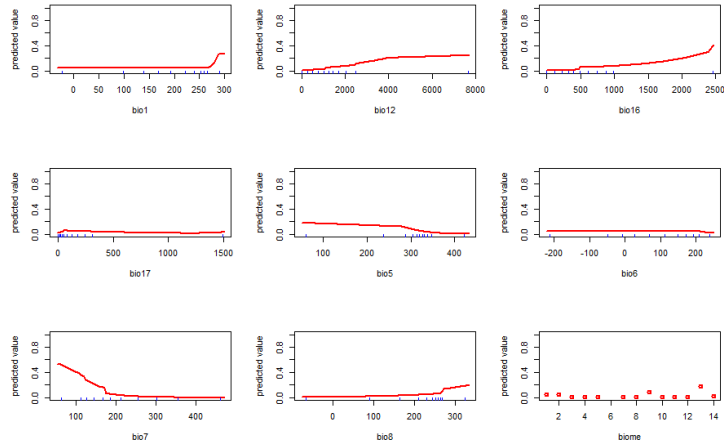 predicted value
0.0 0.4 0.8
0 50 100 150 200 250 300
bio1
predicted value
0.0 0.4 0.8
0 2000 4000 6000 8000
bio12
predicted value
0.0 0.4 0.8
0 500 1000 1500 2000 2500
bio16
predicted value
0.0 0.4 0.8
0 500 1000 1500
bio17
predicted value
0.0 0.4 0.8
100 200 300 400
bio5
predicted value
0.0 0.4 0.8
-200 -100 0 100 200
bio6
predicted value
0.0 0.4 0.8
100 200 300 400
bio7
predicted value
0.0 0.4 0.8
0 100 200 300
bio8
predicted value
0.0 0.4 0.8
2 4 6 8 10 12 14
biome